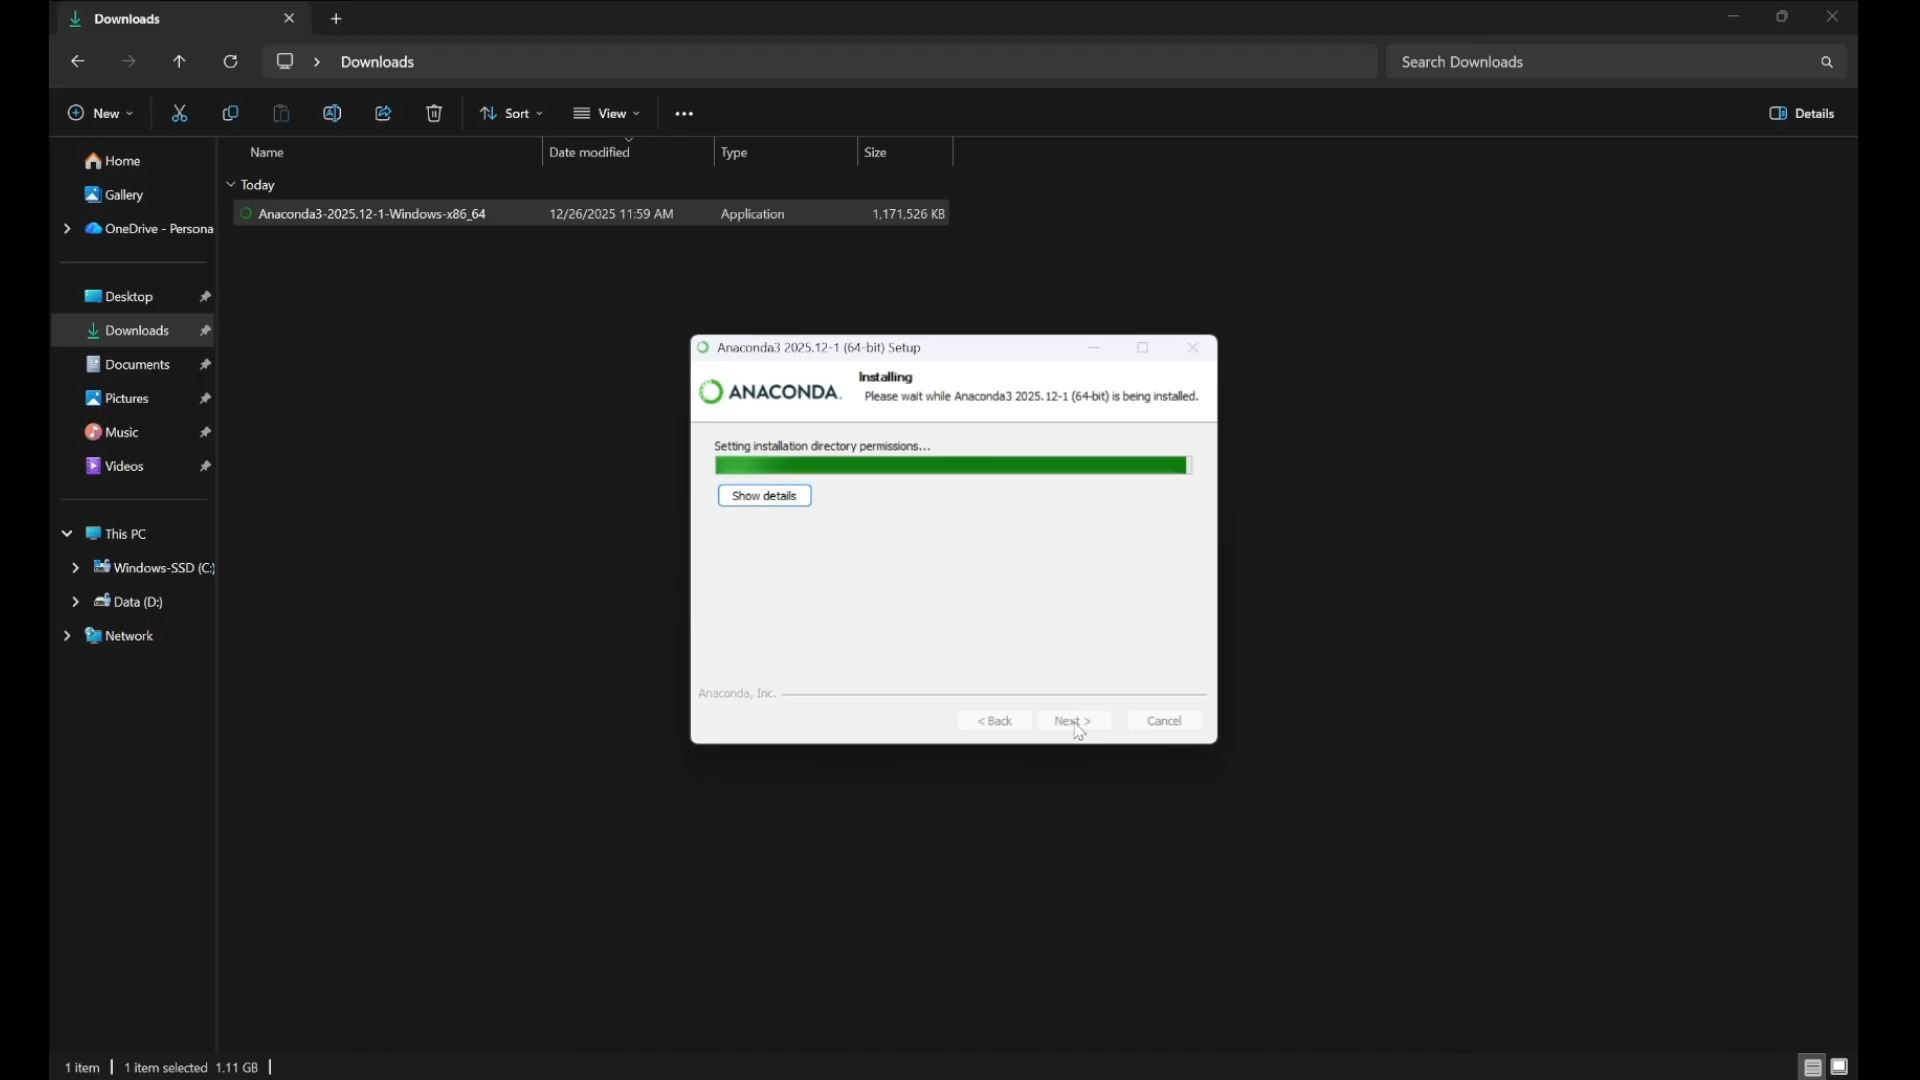 Downloads
Downloads
Search Downloads
New
Sort
View
Details
Name
Date modified
Type
Size
Home
Gallery
OneDrive - Persona
Today
Anaconda3-2025.12-1-Windows-x86_64
12/26/2025 11:59 AM
Application
1,171,526 KB
Desktop
Downloads
Documents
Pictures
Music
Videos
This PC
Windows-SSD (C:)
Data (D:)
Network
Anaconda3 2025.12-1 (64-bit) Setup
ANACONDA.
Installing
Please wait while Anaconda3 2025.12-1 (64-bit) is being installed.
Setting installation directory permissions...
Show details
Anaconda, Inc.
< Back
Next >
Cancel
1 item
1 item selected 1.11 GB